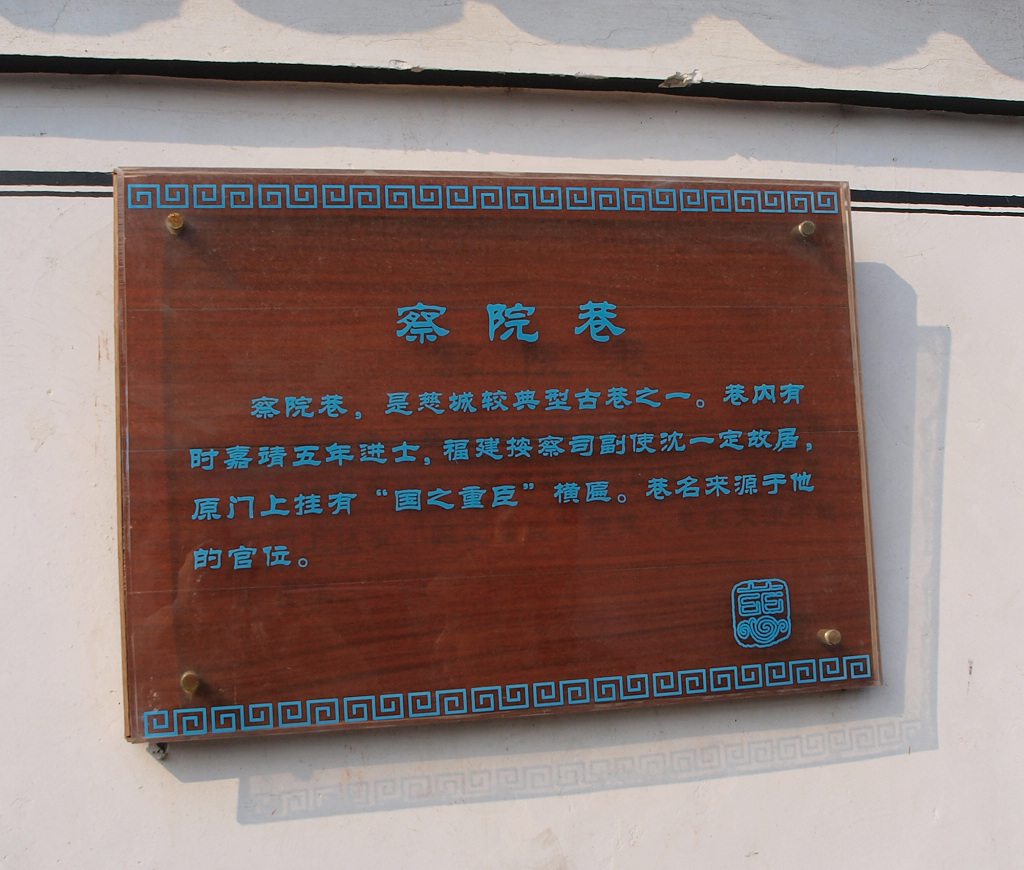 察院巷
察院巷，是慈城较典型古巷之一。巷内有
时嘉靖五年进士，福建按察司副使沈一定故居，
原门上挂有“国之重臣”横匾。巷名来源于他
的官位。
慈